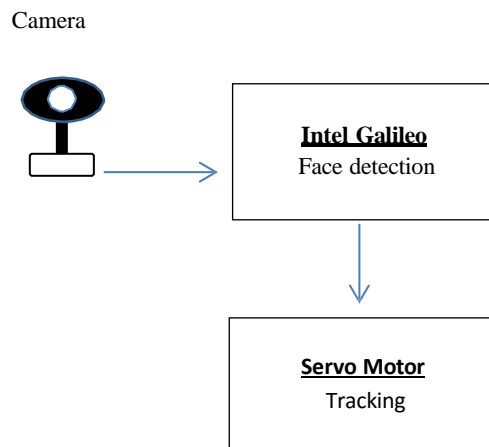 Camera
Intel Galileo
Face detection
Servo Motor
Tracking